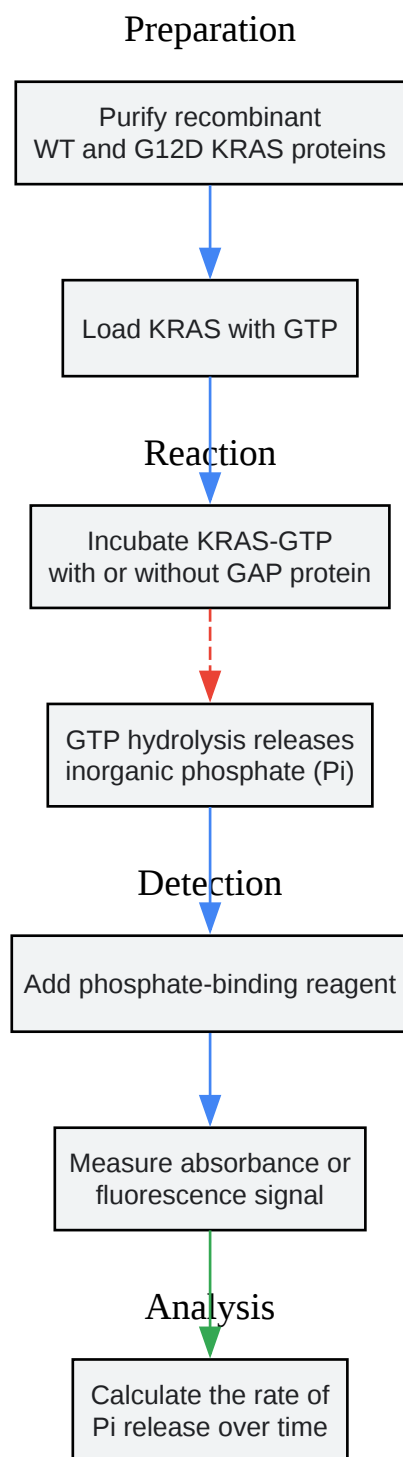 Preparation
Purify recombinant
WT and G12D KRAS proteins
Load KRAS with GTP
Reaction
Incubate KRAS-GTP
with or without GAP protein
GTP hydrolysis releases
inorganic phosphate (Pi)
Detection
Add phosphate-binding reagent
Measure absorbance or
fluorescence signal
Analysis
Calculate the rate of
Pi release over time